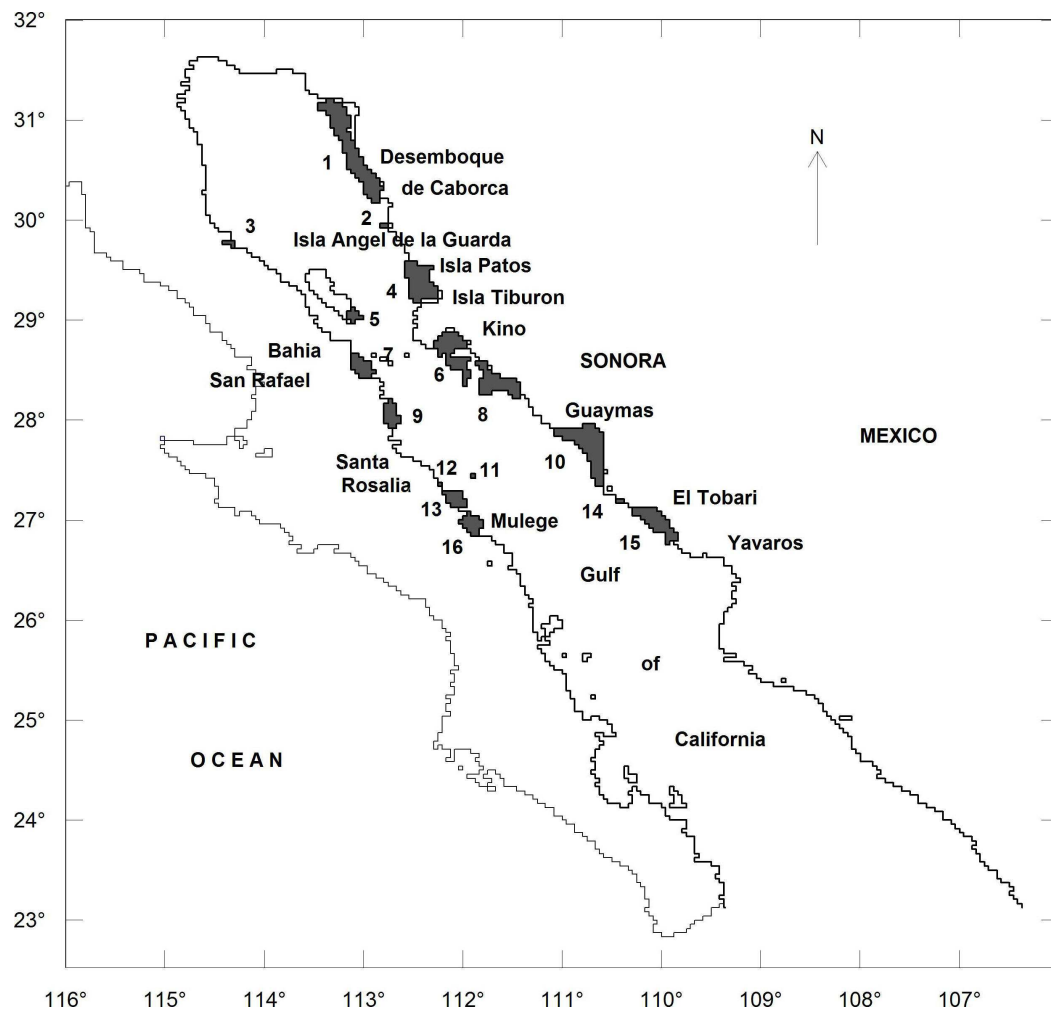 32°
31°
N
1
Desemboque
de Caborca
30°
2
3
Isla Angel de la Guarda
Isla Patos
4
Isla Tiburon
29°
5
Kino
Bahia
7
SONORA
San Rafael
6
28°
9
8
Guaymas
MEXICO
Santa
12
11
10
Rosalia
El Tobari
13
14
27°
Mulege
15
Yavaros
16
Gulf
26°
PACIFIC
of
25°
California
OCEAN
24°
23°
116° 115° 114° 113° 112° 111° 110° 109° 108° 107°